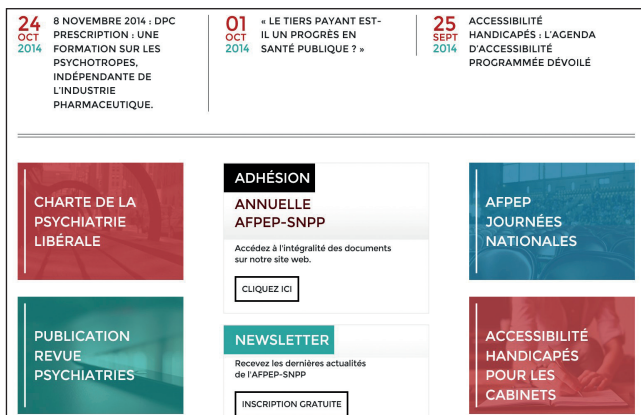 24
OCT
2014
8 NOVEMBRE 2014 : DPC
PRESCRIPTION : UNE
FORMATION SUR LES
PSYCHOTROPES,
INDÉPENDANTE DE
L'INDUSTRIE
PHARMACEUTIQUE.
01
OCT
2014
« LE TIERS PAYANT EST-
IL UN PROGRÈS EN
SANTÉ PUBLIQUE ? »
25
SEPT
2014
ACCESSIBILITÉ
HANDICAPÉS : L'AGENDA
D'ACCESSIBILITÉ
PROGRAMMÉE DÉVOILÉ
CHARTE DE LA
PSYCHIATRIE
LIBÉRALE
ADHÉSION
ANNUELLE
AFPEP-SNPP
Accédez à l'intégralité des documents
sur notre site web.
CLIQUEZ ICI
AFPEP
JOURNÉES
NATIONALES
PUBLICATION
REVUE
PSYCHIATRIES
NEWSLETTER
Recevez les dernières actualités
de l'AFPEP-SNPP
INSCRIPTION GRATUITE
ACCESSIBILITÉ
HANDICAPÉS
POUR LES
CABINETS